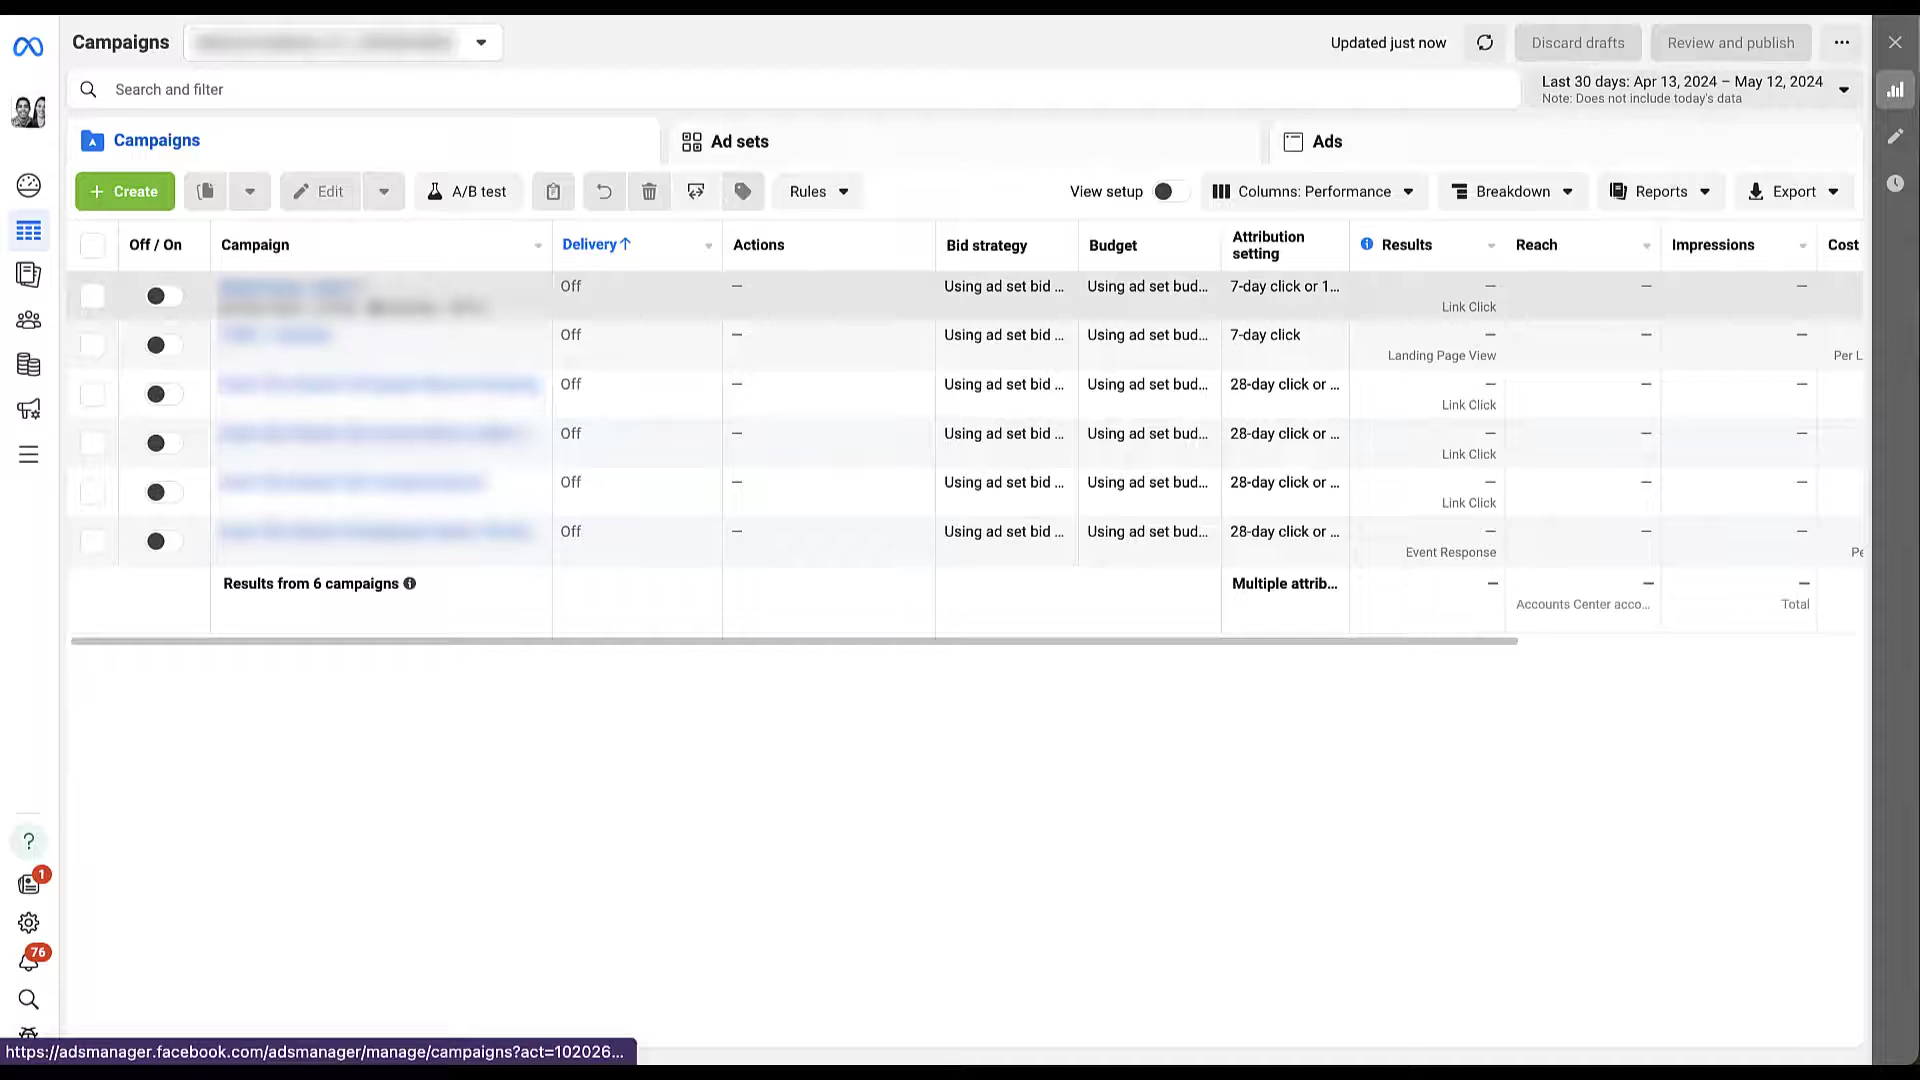 Campaigns
Updated just now
Discard drafts
Review and publish
Search and filter
Last 30 days: Apr 13, 2024 – May 12, 2024
Note: Does not include today's data
Campaigns
Ad sets
Ads
+ Create
Edit
A/B test
Rules
View setup
Columns: Performance
Breakdown
Reports
Export
Off / On
Campaign
Delivery↑
Actions
Bid strategy
Budget
Attribution
setting
Results
Reach
Impressions
Cost
Off — Using ad set bid ... Using ad set bud... 7-day click or 1... — — —
Link Click
Off — Using ad set bid ... Using ad set bud... 7-day click — — —
Landing Page View Per L
Off — Using ad set bid ... Using ad set bud... 28-day click or ... — — —
Link Click
Off — Using ad set bid ... Using ad set bud... 28-day click or ... — — —
Link Click
Off — Using ad set bid ... Using ad set bud... 28-day click or ... — — —
Link Click
Off — Using ad set bid ... Using ad set bud... 28-day click or ... — — —
Event Response Pe
Results from 6 campaigns Multiple attrib... — — —
Accounts Center acco... Total
?
1
76
https://adsmanager.facebook.com/adsmanager/manage/campaigns?act=102026...